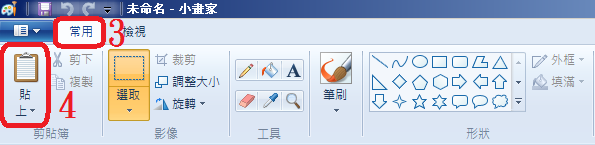 未命名 - 小畫家
常用
3
檢視
貼上
4
剪下
複製
剪貼簿
選取
裁剪
調整大小
旋轉
影像
A
工具
筆刷
外框
填滿
形狀